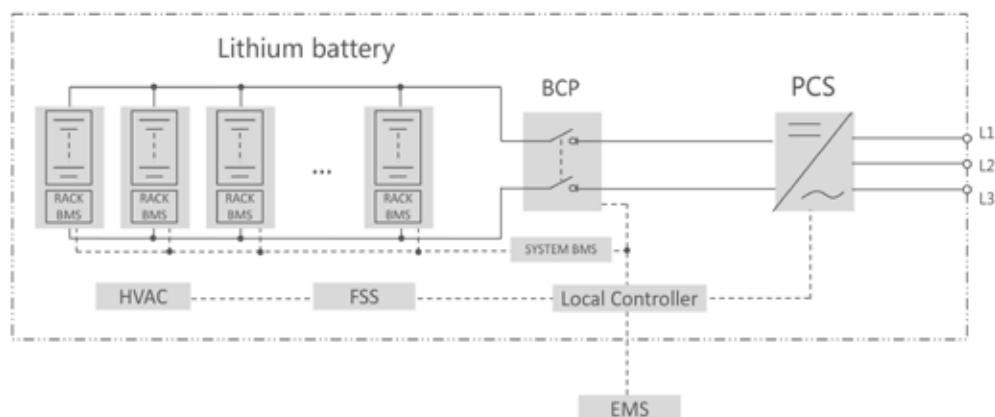 Lithium battery
BCP
PCS
L1
L2
L3
RACK
BMS
RACK
BMS
RACK
BMS
...
RACK
BMS
SYSTEM BMS
HVAC
FSS
Local Controller
EMS